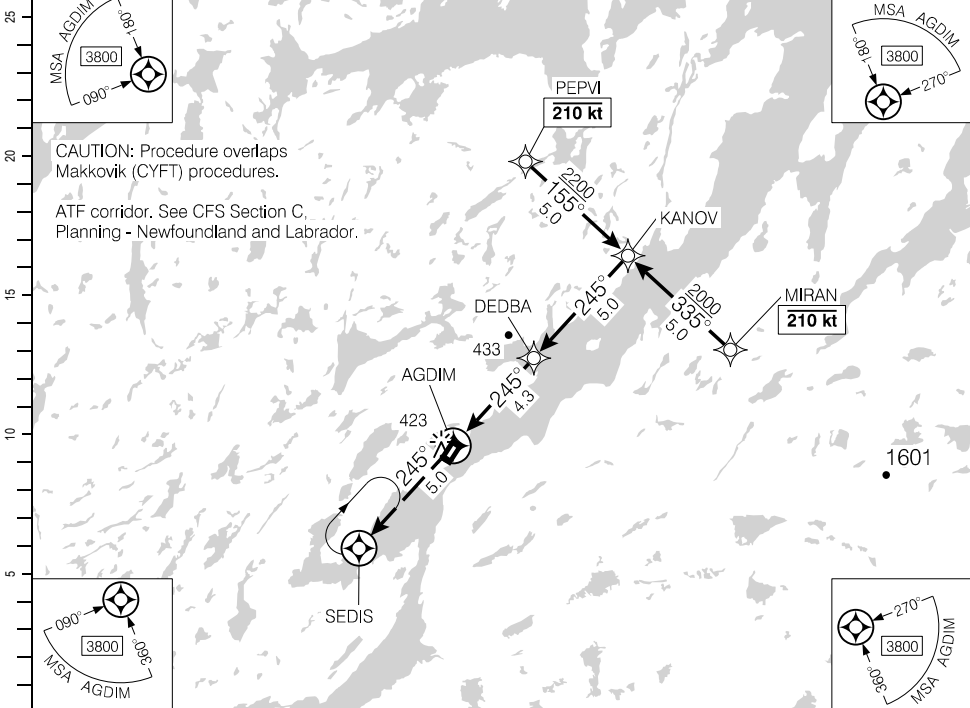 25
20
15
10
5
MSA AGDIM
180°
3800
090°
MSA AGDIM
180°
3800
270°
CAUTION: Procedure overlaps
Makkovik (CYFT) procedures.
ATF corridor. See CFS Section C,
Planning - Newfoundland and Labrador.
PEPVI
210 kt
2200
155°
5.0
KANOV
245°
5.0
2000
335°
5.0
MIRAN
210 kt
DEDBA
433
245°
4.3
AGDIM
423
245°
5.0
1601
SEDIS
090°
3800
360°
MSA AGDIM
270°
3800
360°
MSA AGDIM